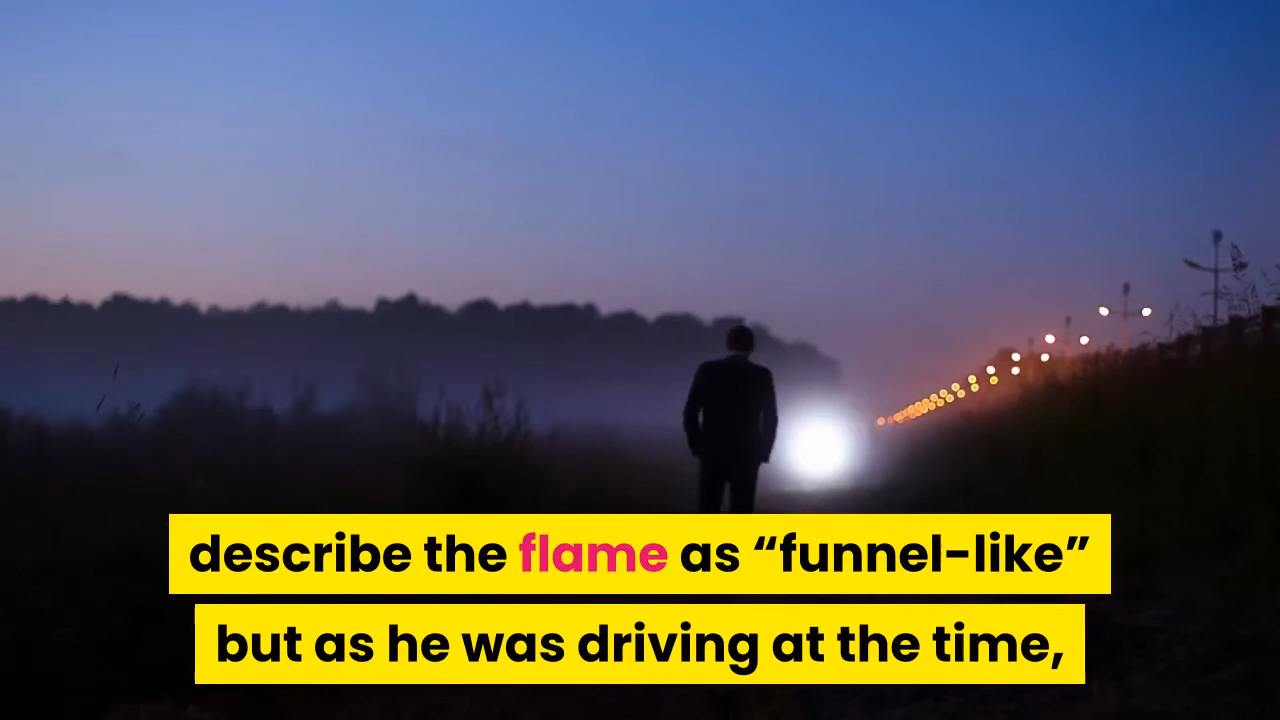 describe the flame as “funnel-like”
but as he was driving at the time,